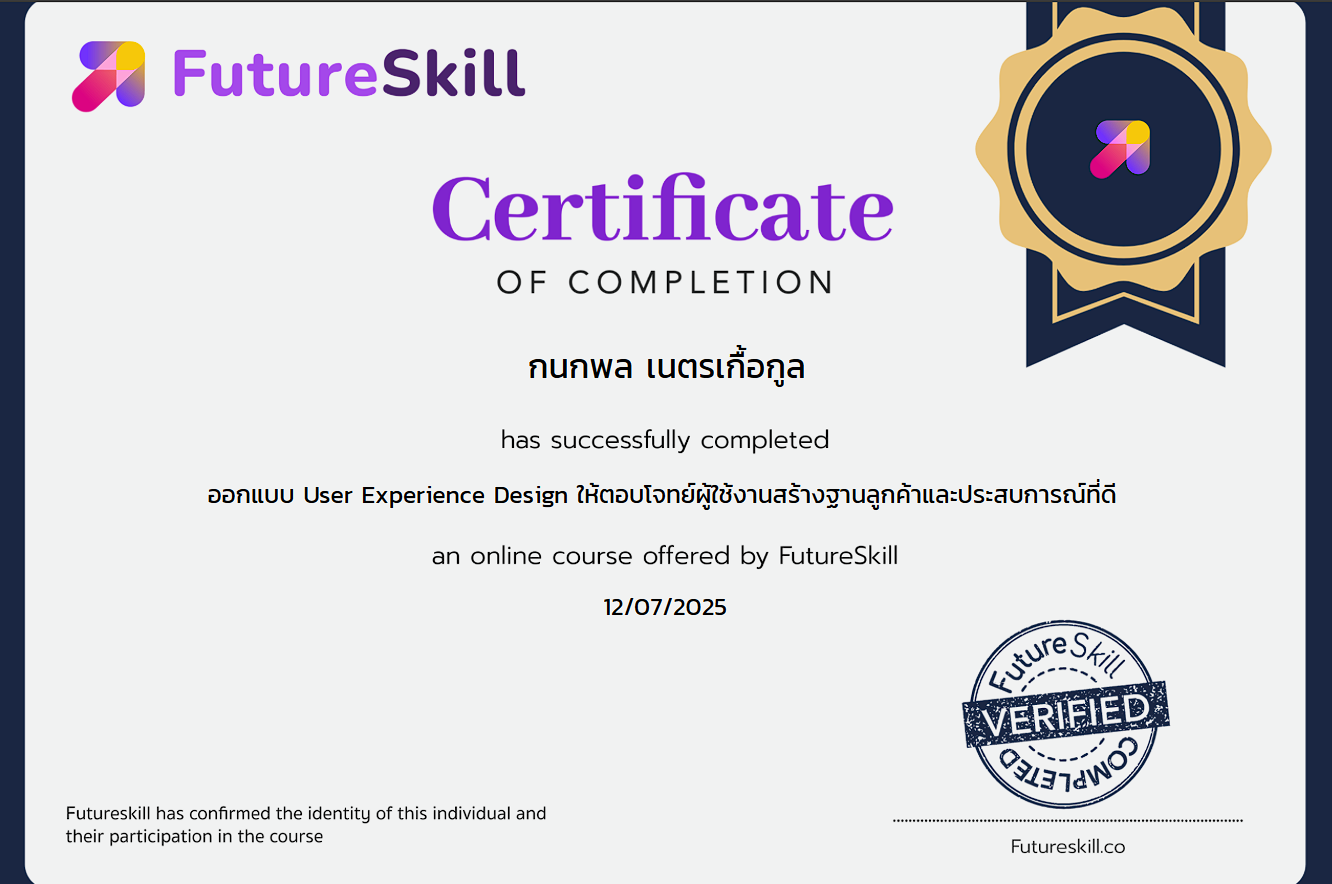 FutureSkill
Certificate
OF COMPLETION
กนกพล เนตรเกื้อกูล
has successfully completed
ออกแบบ User Experience Design ให้ตอบโจทย์ผู้ใช้งานสร้างฐานลูกค้าและประสบการณ์ที่ดี
an online course offered by FutureSkill
12/07/2025
FutureSkill
VERIFIED
COMPLETED
Futureskill has confirmed the identity of this individual and
their participation in the course
Futureskill.co